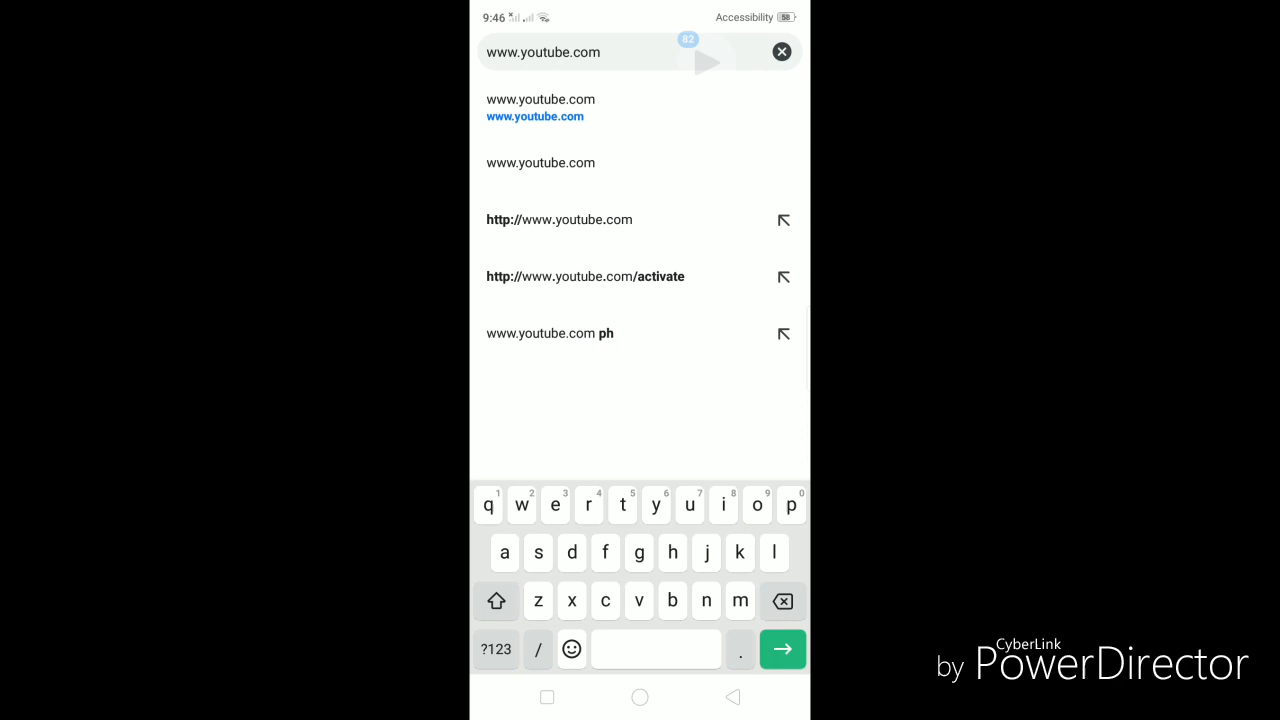 9:46
Accessibility 58
82
www.youtube.com
www.youtube.com
www.youtube.com
www.youtube.com
http://www.youtube.com
http://www.youtube.com/activate
www.youtube.com ph
1 2 3 4 5 6 7 8 9 0
q w e r t y u i o p
a s d f g h j k l
z x c v b n m
?123 / .
CyberLink
by PowerDirector